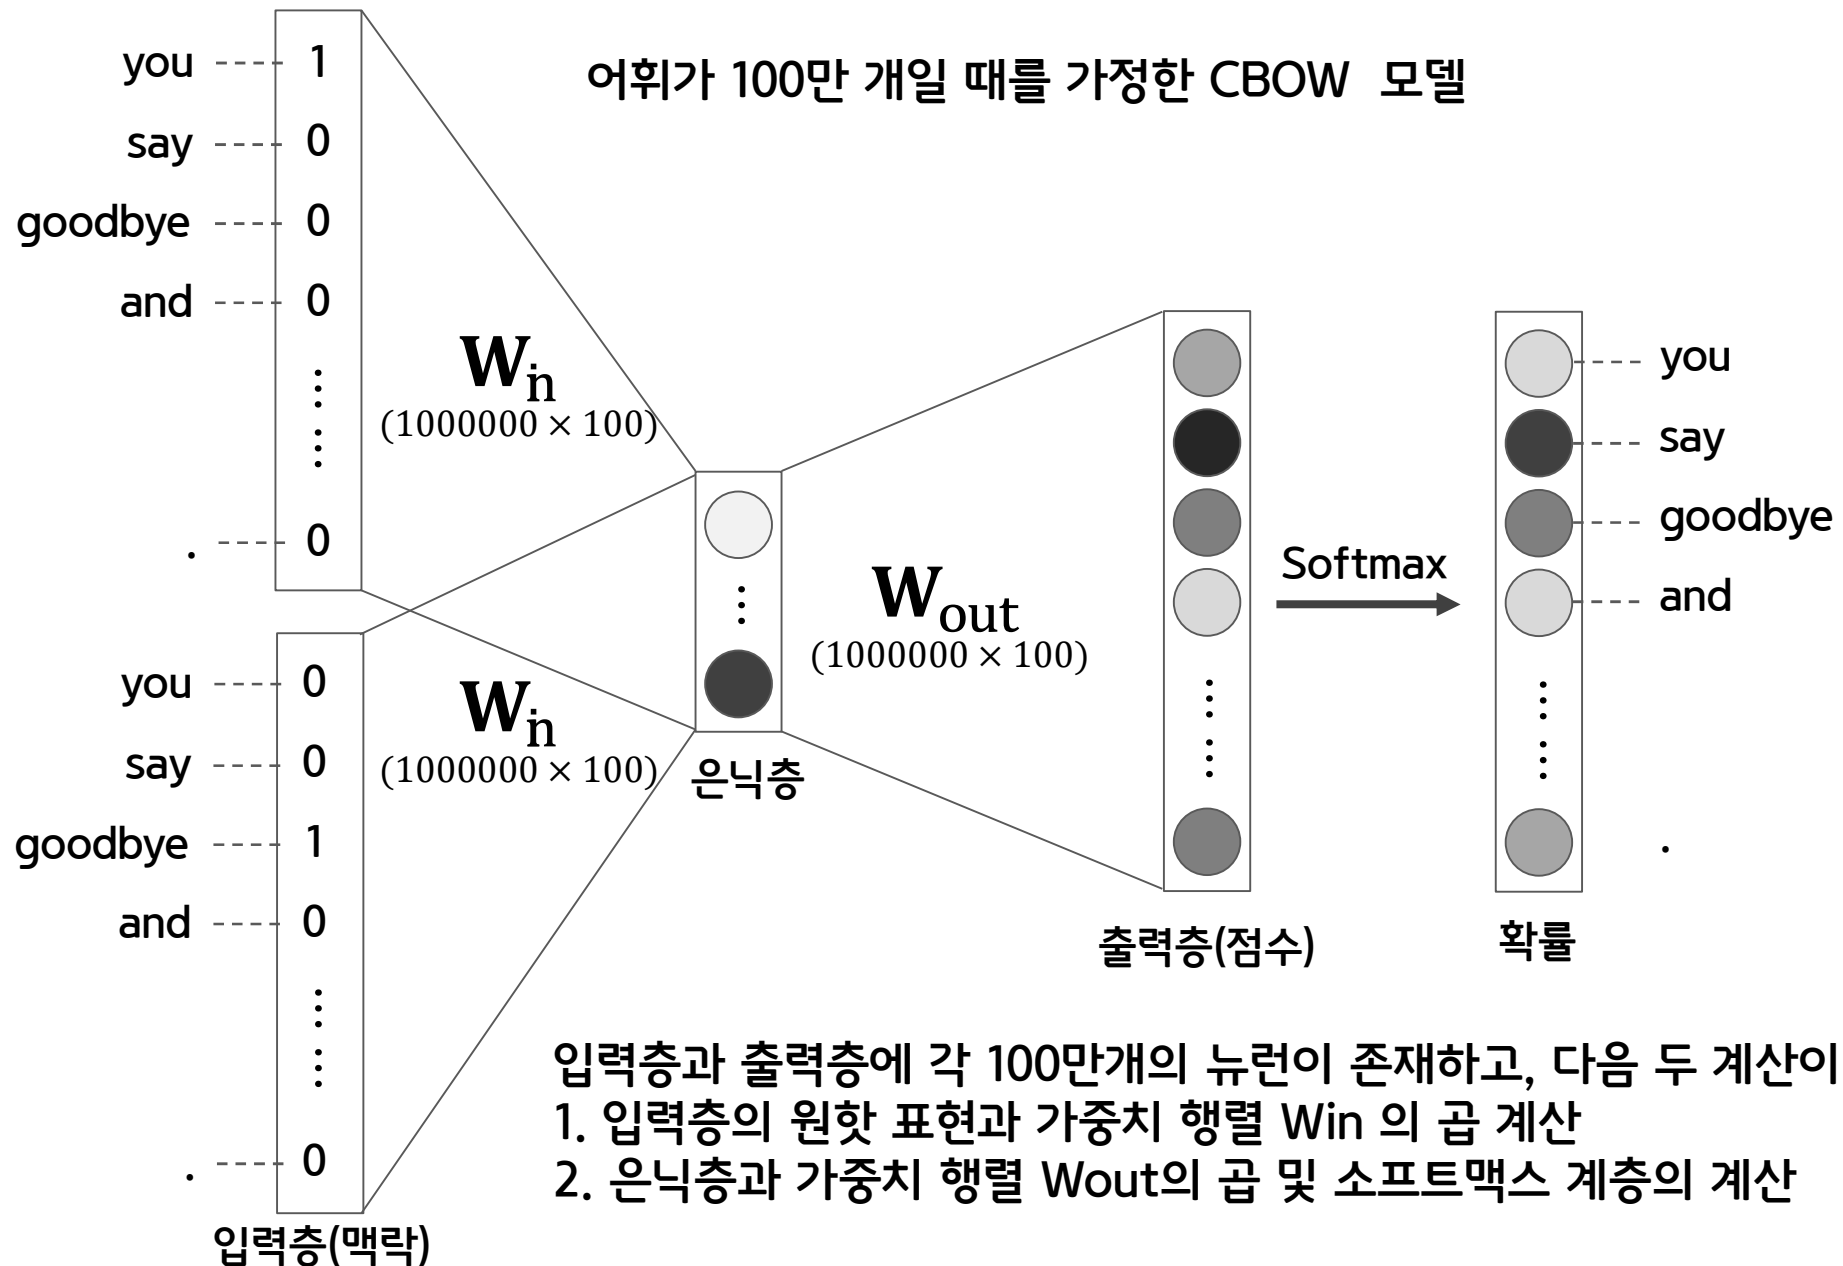 어휘가 100만 개일 때를 가정한 CBOW 모델
you 1
say 0
goodbye 0
and 0
. 0
W_in
(1000000 × 100)
you 0
say 0
goodbye 1
and 0
. 0
입력층(맥락)
W_in
(1000000 × 100)
은닉층
W_out
(1000000 × 100)
출력층(점수)
Softmax
you
say
goodbye
and
.
확률
입력층과 출력층에 각 100만개의 뉴런이 존재하고, 다음 두 계산이
1. 입력층의 원핫 표현과 가중치 행렬 Win 의 곱 계산
2. 은닉층과 가중치 행렬 Wout의 곱 및 소프트맥스 계층의 계산